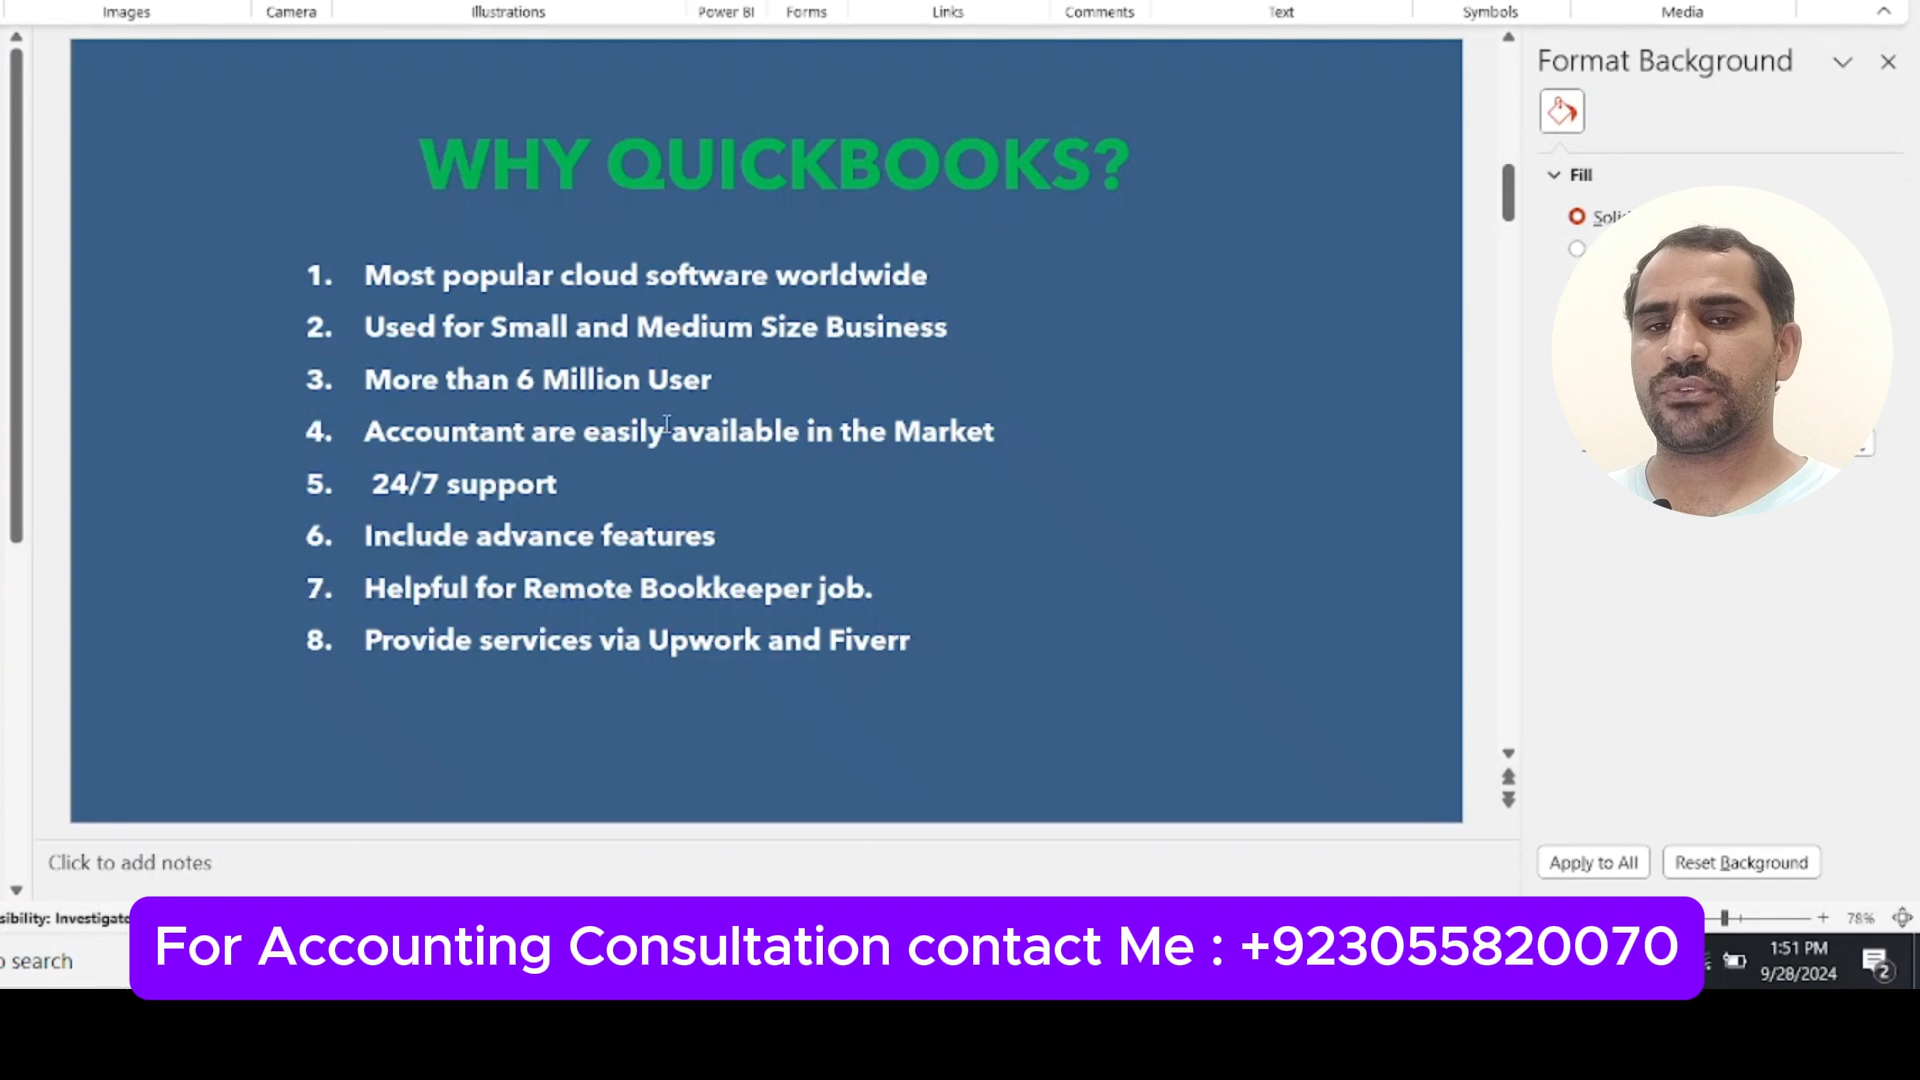 Images Camera Illustrations Power BI Forms Links Comments Text Symbols Media
Format Background
Fill
WHY QUICKBOOKS?
1. Most popular cloud software worldwide
2. Used for Small and Medium Size Business
3. More than 6 Million User
4. Accountant are easily available in the Market
5. 24/7 support
6. Include advance features
7. Helpful for Remote Bookkeeper job.
8. Provide services via Upwork and Fiverr
Click to add notes
Apply to All Reset Background
78%
For Accounting Consultation contact Me : +923055820070
search
1:51 PM
9/28/2024
2